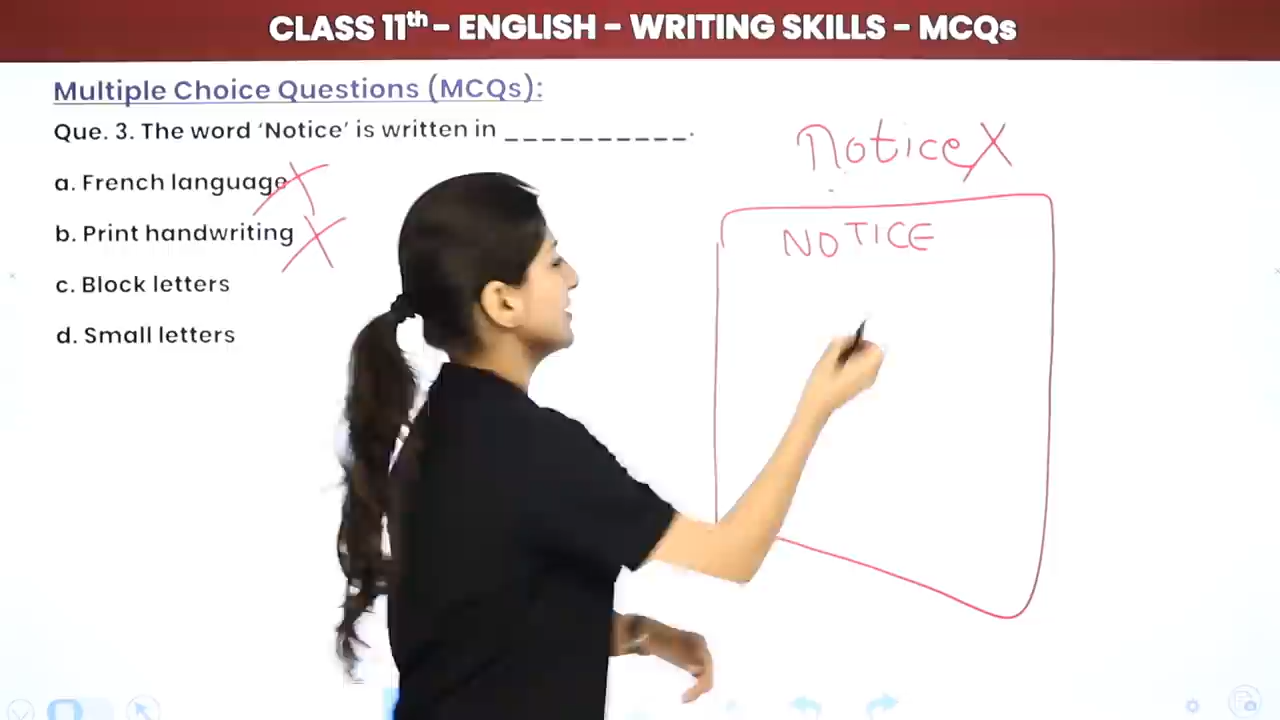 CLASS 11th - ENGLISH - WRITING SKILLS - MCQs
Multiple Choice Questions (MCQs):
Que. 3. The word ‘Notice’ is written in __________.
a. French language
b. Print handwriting
c. Block letters
d. Small letters
notice X
NOTICE